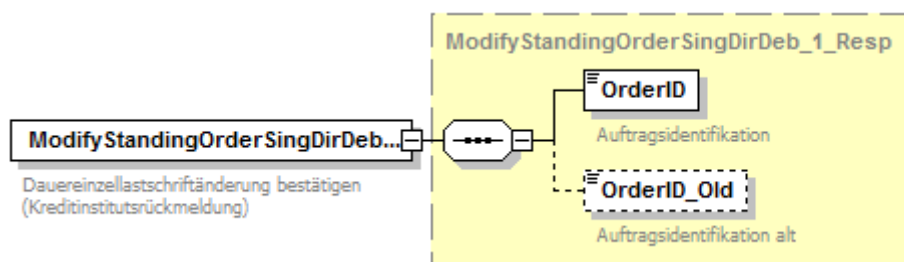 ModifyStandingOrderSingDirDeb_1_Resp
OrderID
Auftragsidentifikation
ModifyStandingOrderSingDirDeb...
Dauereinzellastschriftänderung bestätigen
(Kreditinstitutsrückmeldung)
OrderID_Old
Auftragsidentifikation alt